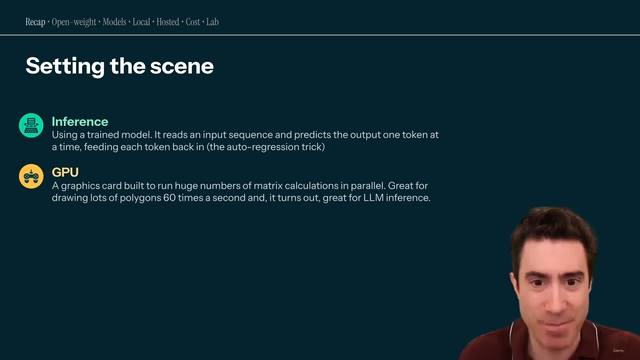 Recap • Open-weight • Models • Local • Hosted • Cost • Lab
Setting the scene
Inference
Using a trained model. It reads an input sequence and predicts the output one token at
a time, feeding each token back in (the auto-regression trick)
GPU
A graphics card built to run huge numbers of matrix calculations in parallel. Great for
drawing lots of polygons 60 times a second and, it turns out, great for LLM inference.